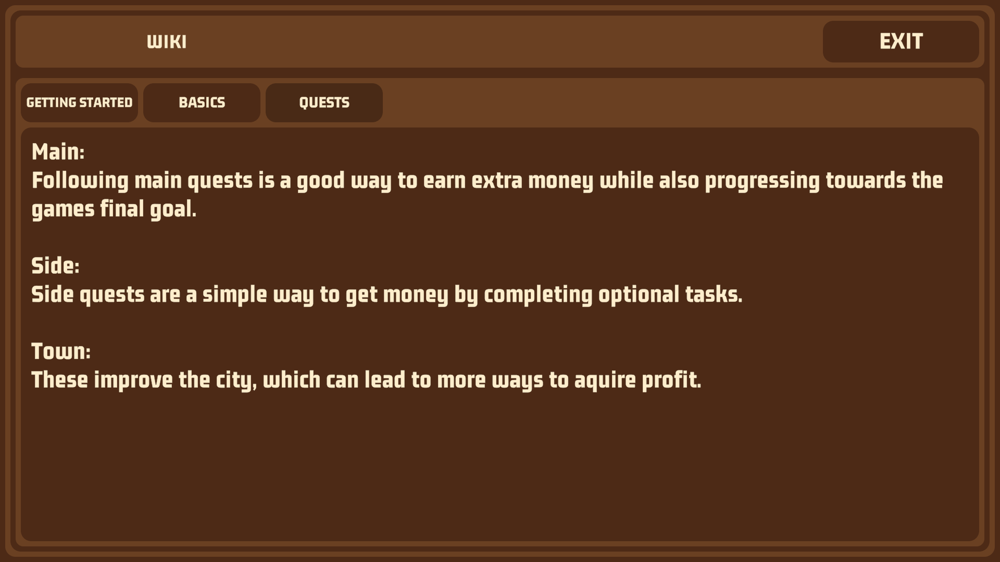 WIKI
EXIT
GETTING STARTED
BASICS
QUESTS
Main:
Following main quests is a good way to earn extra money while also progressing towards the
games final goal.
Side:
Side quests are a simple way to get money by completing optional tasks.
Town:
These improve the city, which can lead to more ways to aquire profit.